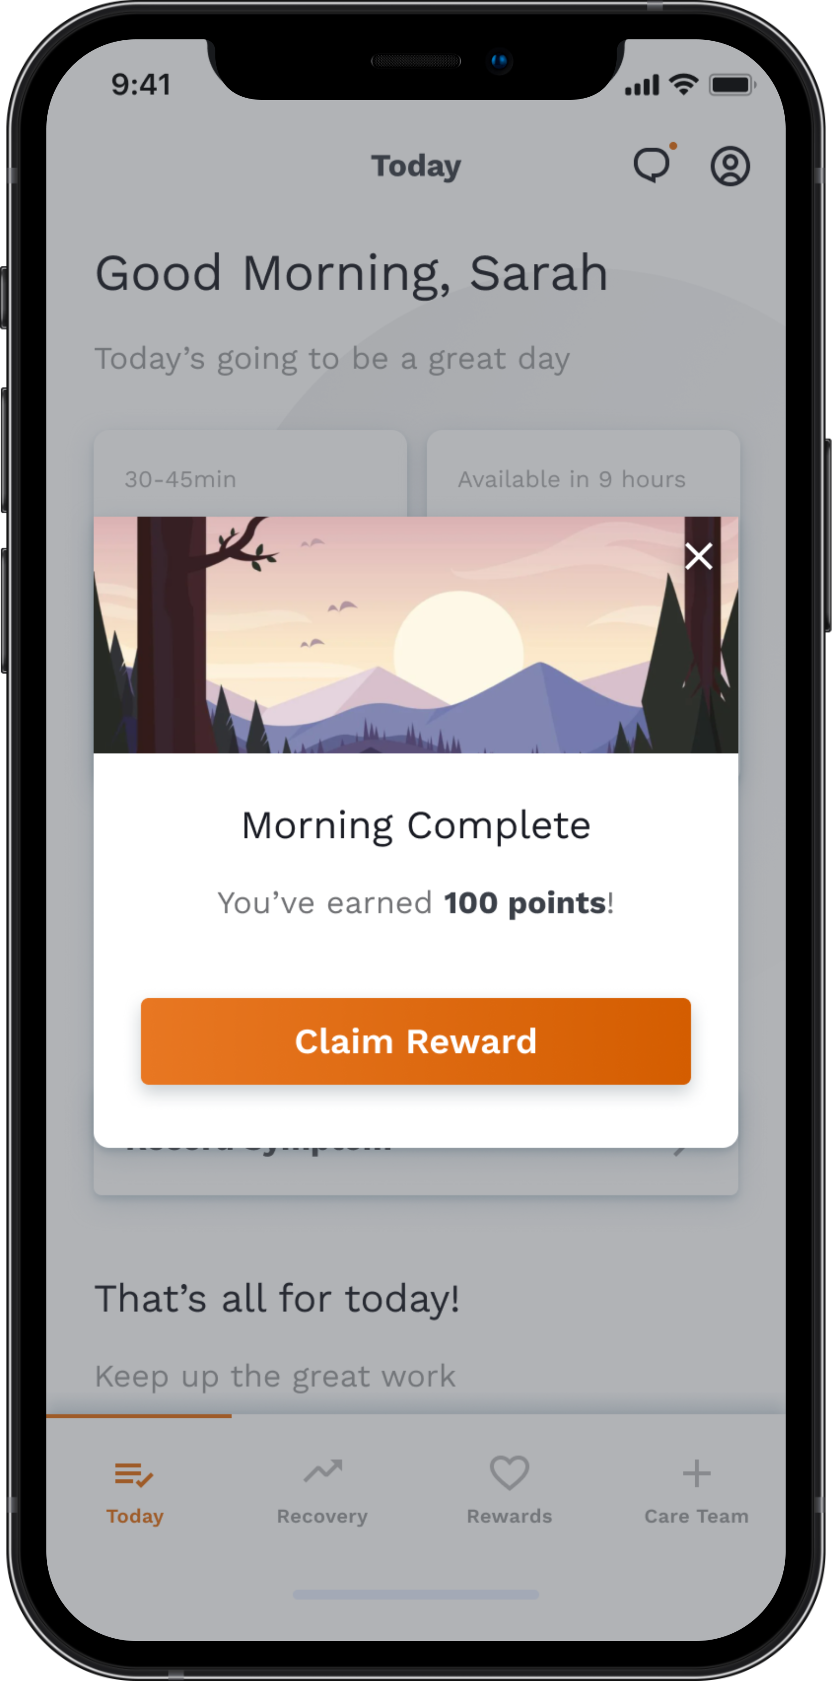 9:41
Today
Good Morning, Sarah
Today’s going to be a great day
30-45min
Available in 9 hours
Morning Complete
You’ve earned 100 points!
Claim Reward
Record Symptom
That’s all for today!
Keep up the great work
Today
Recovery
Rewards
Care Team